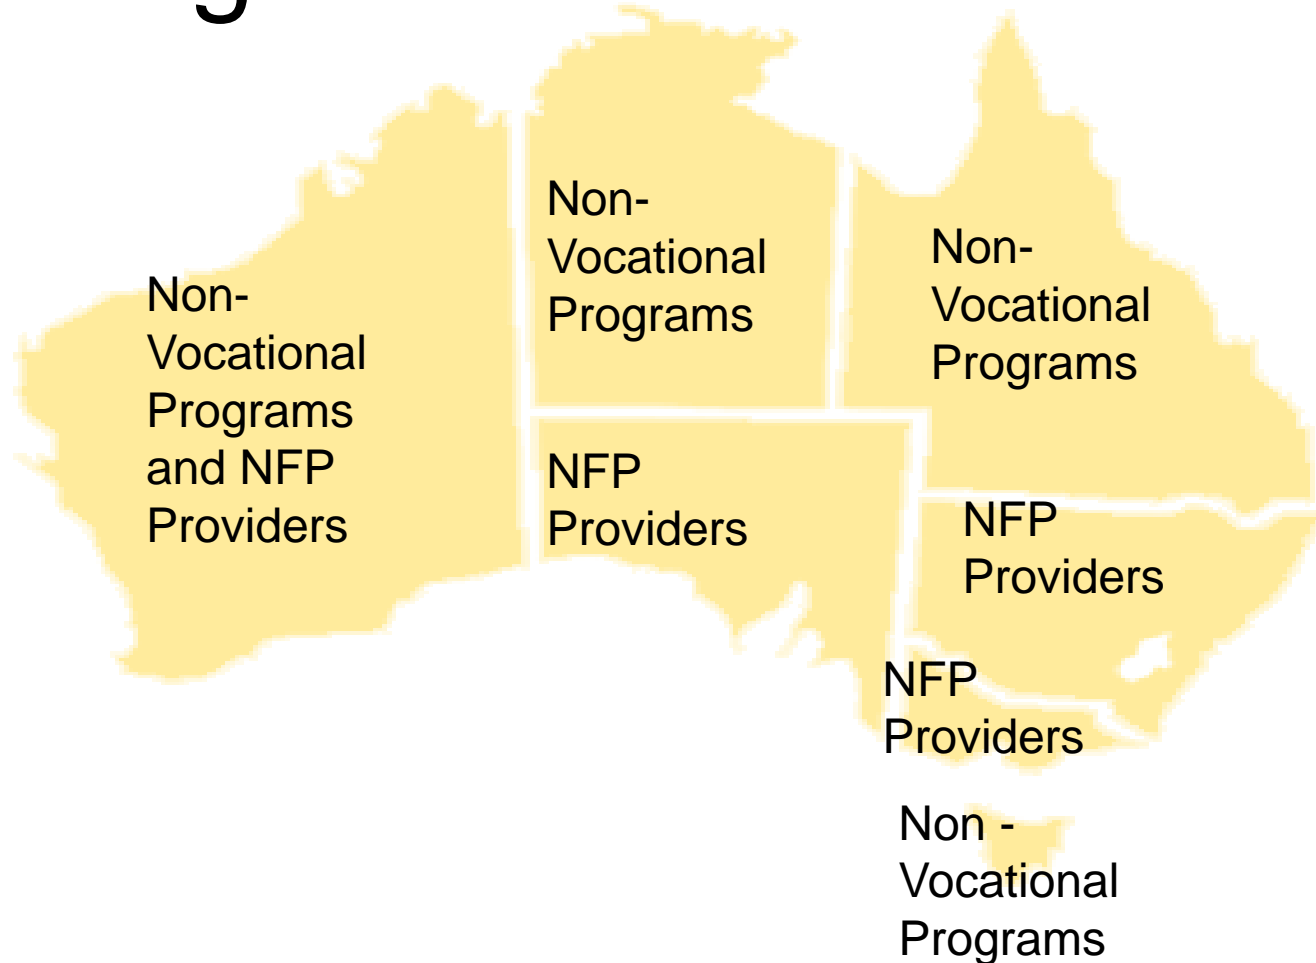 Non-
Vocational
Programs
and NFP
Providers
Non-
Vocational
Programs
Non-
Vocational
Programs
NFP
Providers
NFP
Providers
NFP
Providers
Non -
Vocational
Programs